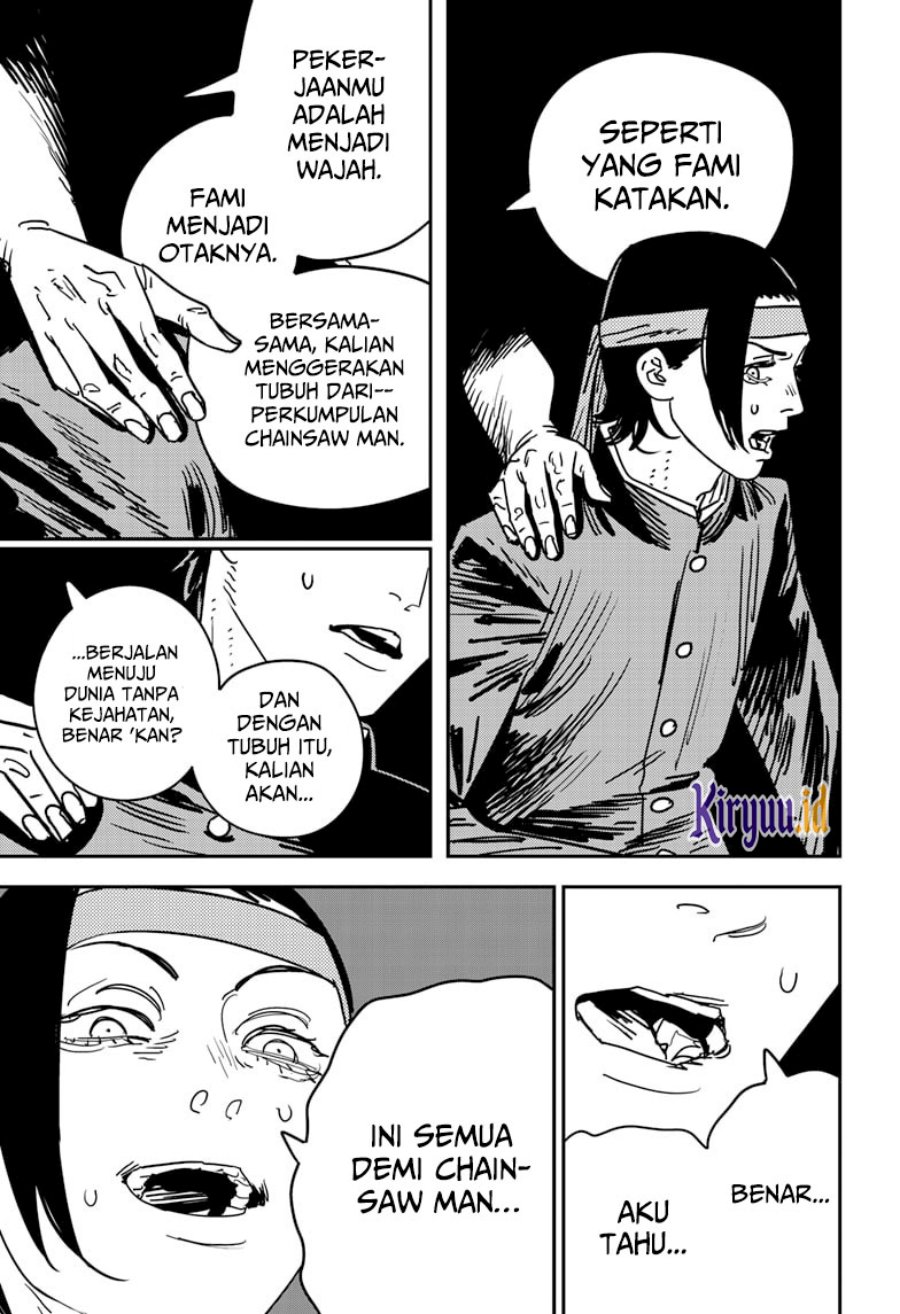 SEPERTI
YANG FAMI
KATAKAN.
PEKER-
JAANMU
ADALAH
MENJADI
WAJAH.
FAMI
MENJADI
OTAKNYA.
BERSAMA-
SAMA, KALIAN
MENGGERAKAN
TUBUH DARI--
PERKUMPULAN
CHAINSAW MAN.
DAN
DENGAN
TUBUH ITU,
KALIAN
AKAN...
...BERJALAN
MENUJU
DUNIA TANPA
KEJAHATAN,
BENAR 'KAN?
Kiryuu.id
BENAR...
AKU
TAHU...
INI SEMUA
DEMI CHAIN-
SAW MAN...